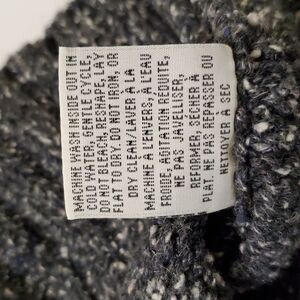 MACHINE WASH INSIDE OUT IN
COLD WATER, GENTLE CYCLE,
DO NOT BLEACH, RESHAPE, LAY
FLAT TO DRY, DO NOT IRON, OR
DRY CLEAN/LAVER À LA
MACHINE À L'ENVERS, À L'EAU
FROIDE, AGITATION RÉDUITE,
NE PAS JAVELLISER,
REFORMER, SÉCHER À
PLAT, NE PAS REPASSER OU
NETTOYER À SEC